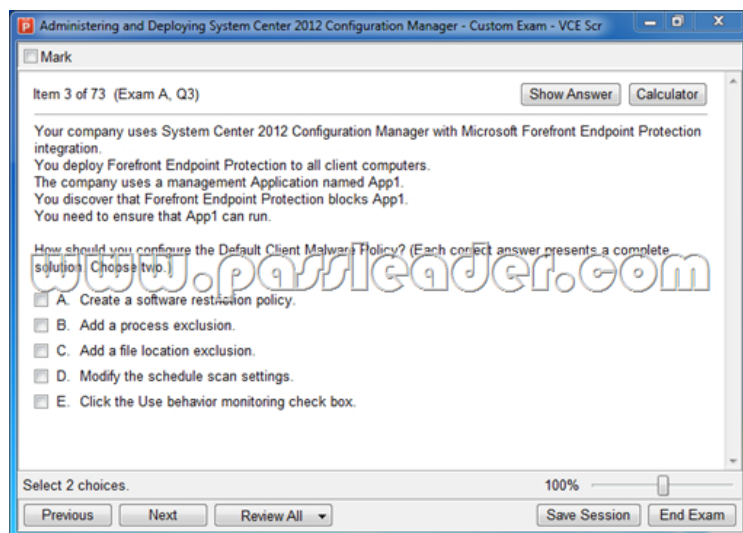 Administering and Deploying System Center 2012 Configuration Manager - Custom Exam - VCE Scr
Mark
Item 3 of 73 (Exam A, Q3)
Show Answer
Calculator
Your company uses System Center 2012 Configuration Manager with Microsoft Forefront Endpoint Protection
integration.
You deploy Forefront Endpoint Protection to all client computers.
The company uses a management Application named App1.
You discover that Forefront Endpoint Protection blocks App1.
You need to ensure that App1 can run.
How should you configure the Default Client Malware Policy? (Each correct answer presents a complete
solution. Choose two.)
www.passleader.com
A. Create a software restriction policy.
B. Add a process exclusion.
C. Add a file location exclusion.
D. Modify the schedule scan settings.
E. Click the Use behavior monitoring check box.
Select 2 choices.
100%
Previous
Next
Review All
Save Session
End Exam